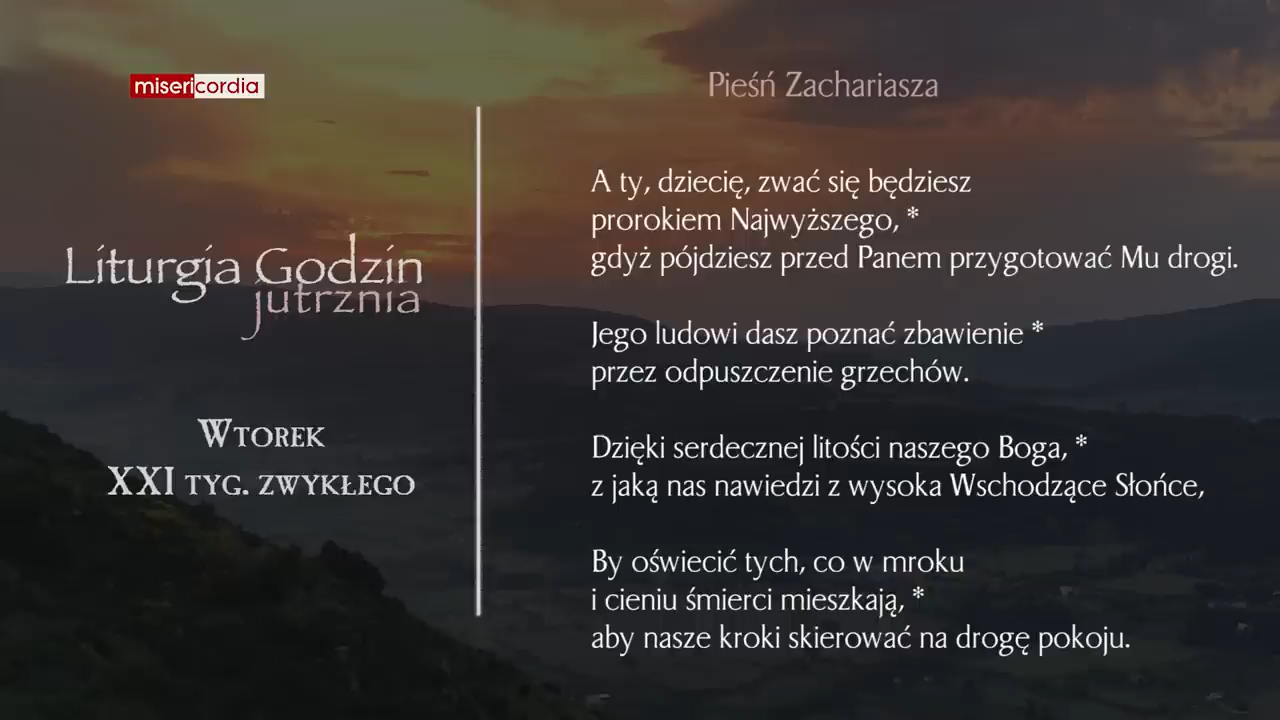 misericordia
Liturgia Godzin
jutrznia
Wtorek
XXI tyg. zwykłego
Pieśń Zachariasza
A ty, dziecię, zwać się będziesz
prorokiem Najwyższego, *
gdyż pójdziesz przed Panem przygotować Mu drogi.
Jego ludowi dasz poznać zbawienie *
przez odpuszczenie grzechów.
Dzięki serdecznej litości naszego Boga, *
z jaką nas nawiedzi z wysoka Wschodzące Słońce,
By oświecić tych, co w mroku
i cieniu śmierci mieszkają, *
aby nasze kroki skierować na drogę pokoju.